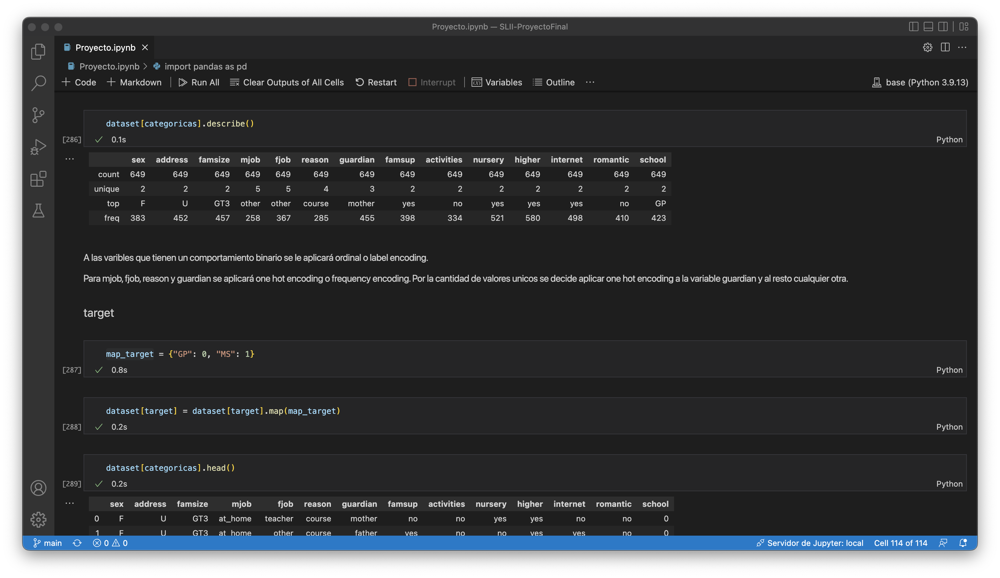 Proyecto.ipynb — SLII-ProyectoFinal
Proyecto.ipynb
Proyecto.ipynb > import pandas as pd
+ Code + Markdown Run All Clear Outputs of All Cells Restart Interrupt Variables Outline ... base (Python 3.9.13)
dataset[categoricas].describe()
[286] 0.1s Python
sex address famsize mjob fjob reason guardian famsup activities nursery higher internet romantic school
count 649 649 649 649 649 649 649 649 649 649 649 649 649 649
unique 2 2 2 5 5 4 3 2 2 2 2 2 2 2
top F U GT3 other other course mother yes no yes yes yes no GP
freq 383 452 457 258 367 285 455 398 334 521 580 498 410 423
A las varibles que tienen un comportamiento binario se le aplicará ordinal o label encoding.
Para mjob, fjob, reason y guardian se aplicará one hot encoding o frequency encoding. Por la cantidad de valores unicos se decide aplicar one hot encoding a la variable guardian y al resto cualquier otra.
target
map_target = {"GP": 0, "MS": 1}
[287] 0.8s Python
dataset[target] = dataset[target].map(map_target)
[288] 0.2s Python
dataset[categoricas].head()
[289] 0.2s Python
sex address famsize mjob fjob reason guardian famsup activities nursery higher internet romantic school
0 F U GT3 at_home teacher course mother no no yes yes no no 0
1 F U GT3 at_home other course father yes no no yes yes no 0
main 0 0 Servidor de Jupyter: local Cell 114 of 114